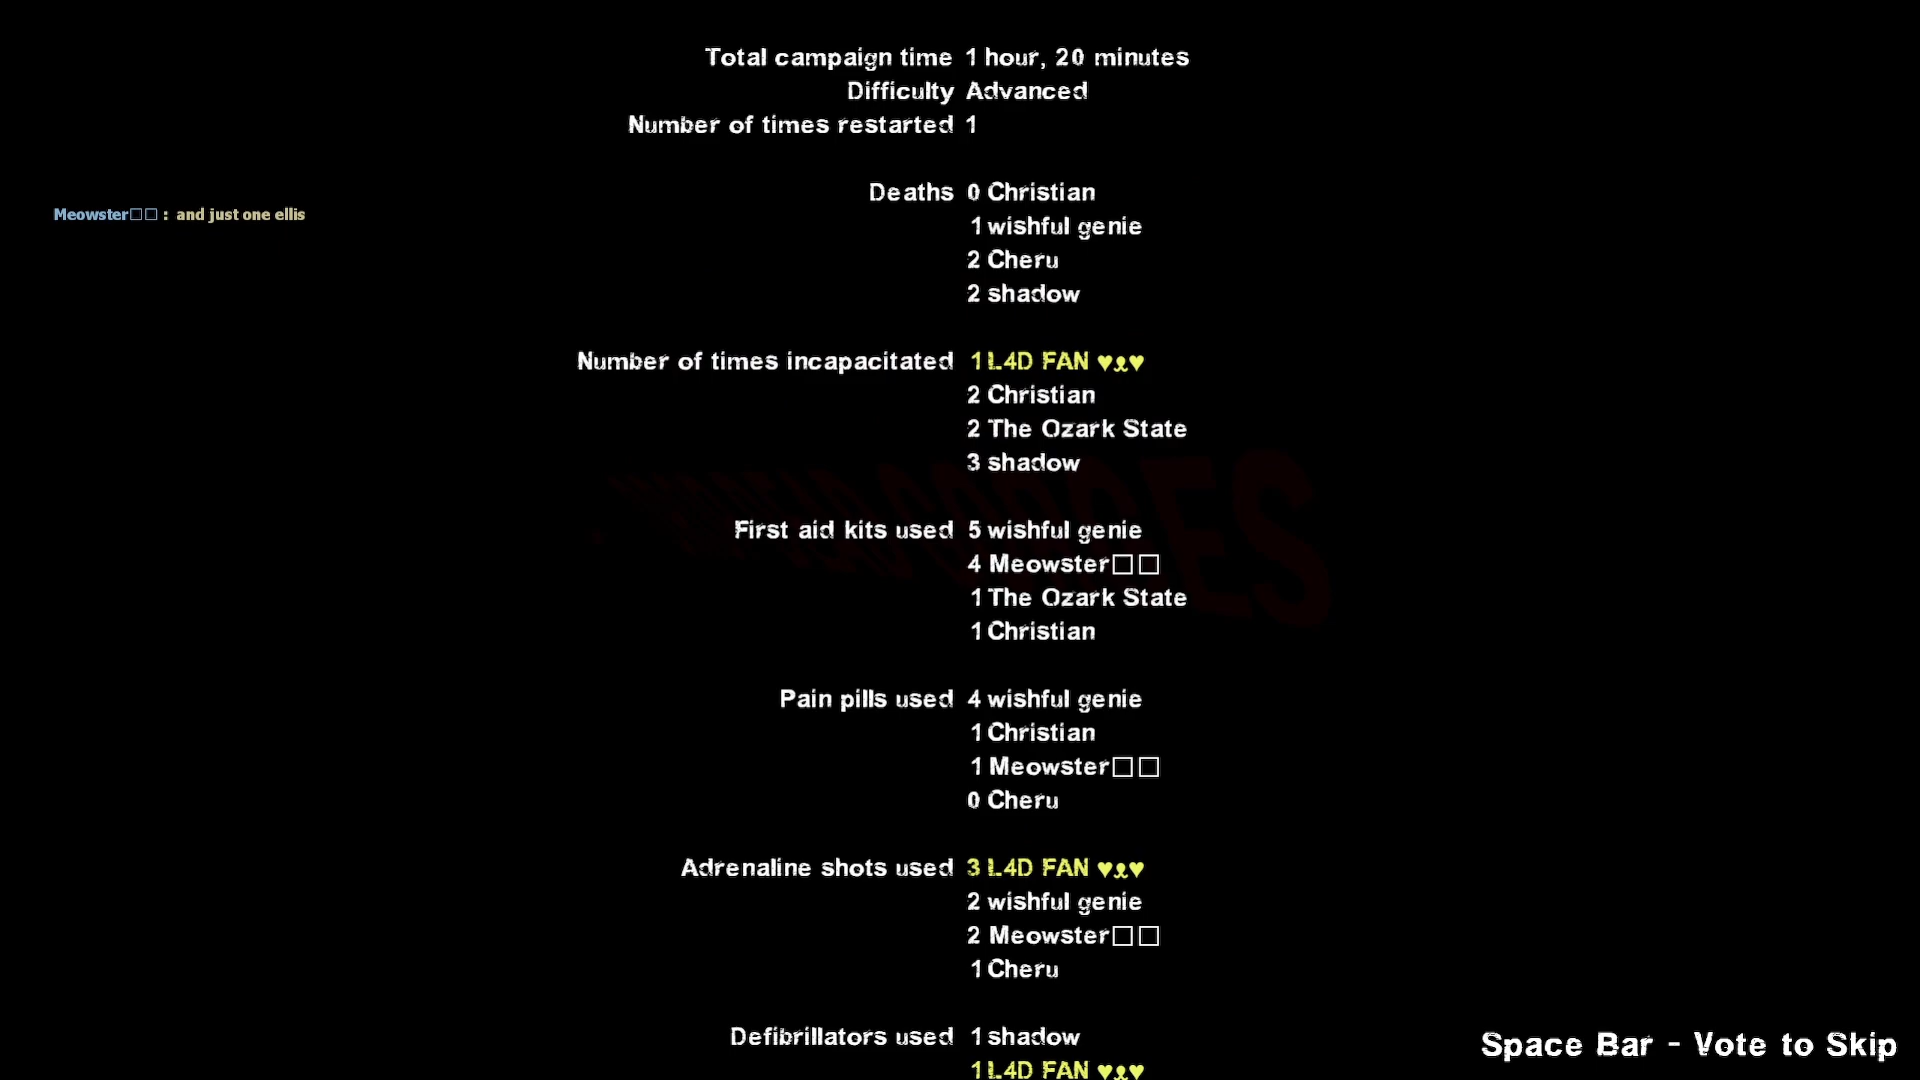 Total campaign time 1 hour, 20 minutes
Difficulty Advanced
Number of times restarted 1
Deaths 0 Christian
Meowster□□ : and just one ellis
1 wishful genie
2 Cheru
2 shadow
Number of times incapacitated 1 L4D FAN ♥ᴥ♥
2 Christian
2 The Ozark State
3 shadow
First aid kits used 5 wishful genie
4 Meowster□□
1 The Ozark State
1 Christian
Pain pills used 4 wishful genie
1 Christian
1 Meowster□□
0 Cheru
Adrenaline shots used 3 L4D FAN ♥ᴥ♥
2 wishful genie
2 Meowster□□
1 Cheru
Defibrillators used 1 shadow
1 L4D FAN ♥ᴥ♥
Space Bar - Vote to Skip